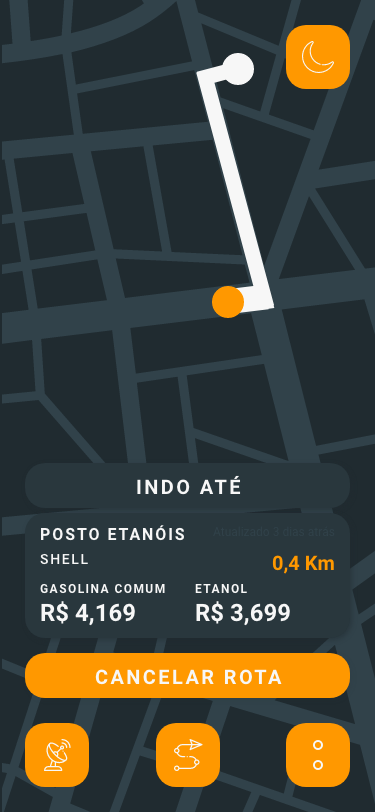 INDO ATÉ
POSTO ETANÓIS
Atualizado 3 dias atrás
SHELL
0,4 Km
GASOLINA COMUM
ETANOL
R$ 4,169
R$ 3,699
CANCELAR ROTA